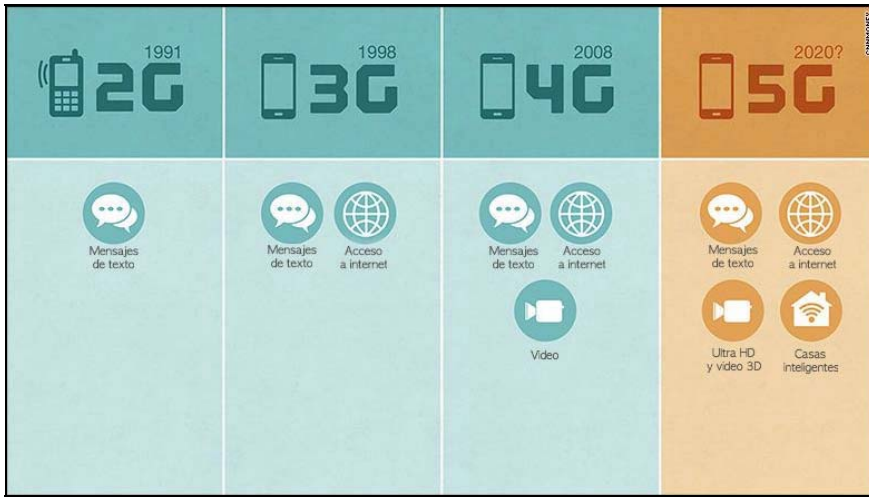 1991
2G
1998
3G
2008
4G
2020?
5G
CNNMONEY
Mensajes
de texto
Mensajes
de texto
Acceso
a internet
Mensajes
de texto
Acceso
a internet
Video
Mensajes
de texto
Acceso
a internet
Ultra HD
y video 3D
Casas
inteligentes